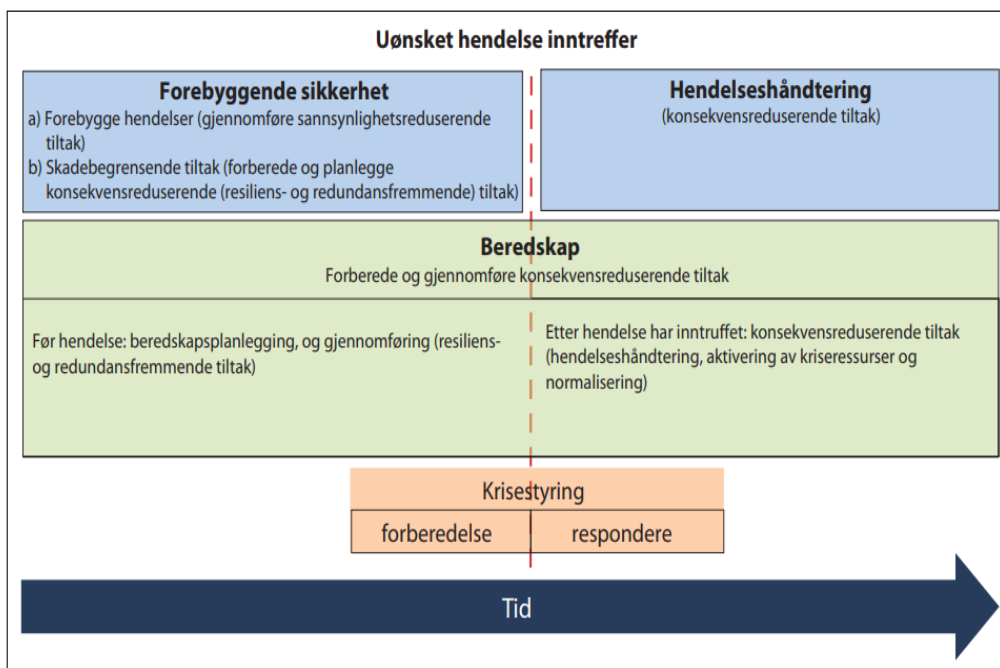 Uønsket hendelse inntreffer
Forebyggende sikkerhet
a) Forebygge hendelser (gjennomføre sannsynlighetsreduserende
tiltak)
b) Skadebegrensende tiltak (forberede og planlegge
konsekvensreduserende (resiliens- og redundansfremmende) tiltak)
Hendelseshåndtering
(konsekvensreduserende tiltak)
Beredskap
Forberede og gjennomføre konsekvensreduserende tiltak
Før hendelse: beredskapsplanlegging, og gjennomføring (resiliens-
og redundansfremmende tiltak)
Etter hendelse har inntruffet: konsekvensreduserende tiltak
(hendelseshåndtering, aktivering av kriseressurser og
normalisering)
Krisestyring
forberedelse
respondere
Tid